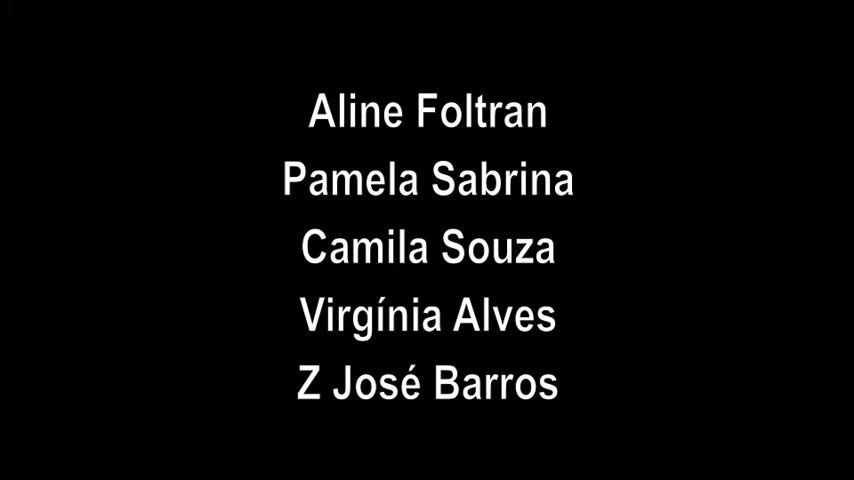 Aline Foltran
Pamela Sabrina
Camila Souza
Virgínia Alves
Z José Barros